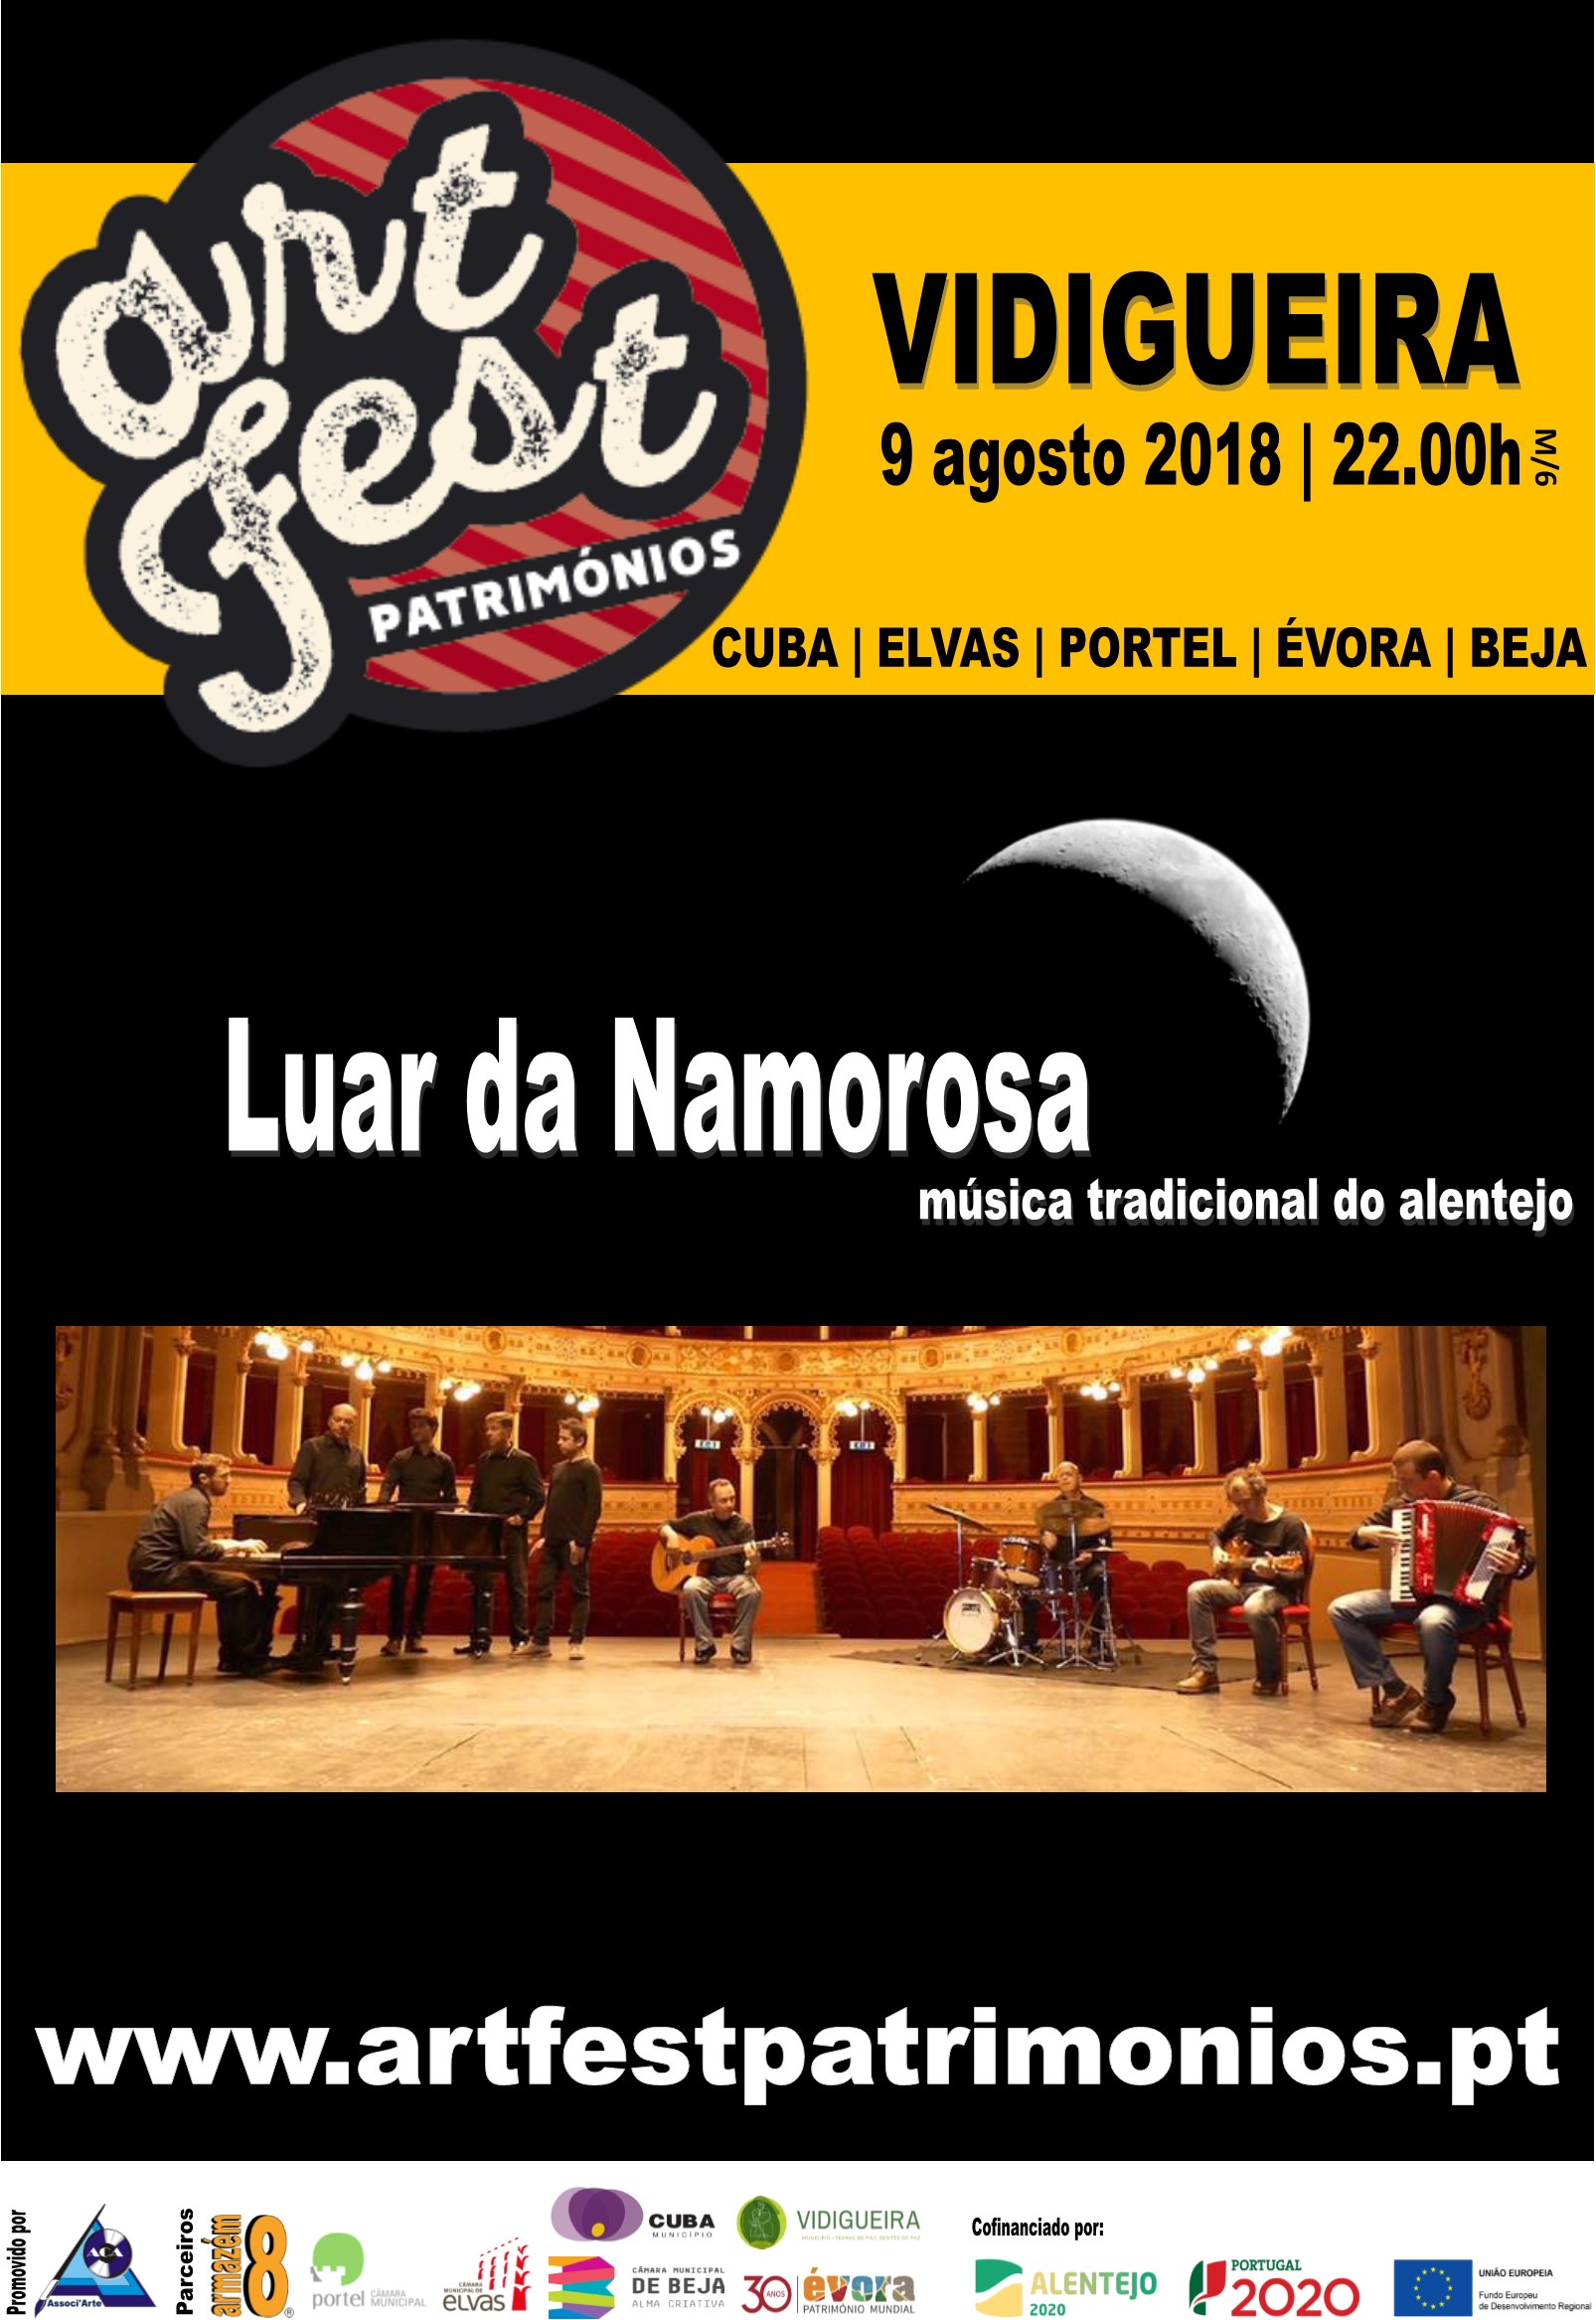 art
fest
PATRIMÓNIOS
VIDIGUEIRA
9 agosto 2018 | 22.00h
M/6
CUBA | ELVAS | PORTEL | ÉVORA | BEJA
Luar da Namorosa
música tradicional do alentejo
www.artfestpatrimonios.pt
Promovido por
ACA
Associ'Arte
Parceiros
armazém
8
®
portel
CÂMARA
MUNICIPAL
CÂMARA
MUNICIPAL DE
elvas
CUBA
MUNICÍPIO
VIDIGUEIRA
CÂMARA MUNICIPAL
DE BEJA
ALMA CRIATIVA
30
ANOS
évora
PATRIMÓNIO MUNDIAL
Cofinanciado por:
ALENTEJO
2020
PORTUGAL
2020
UNIÃO EUROPEIA
Fundo Europeu
de Desenvolvimento Regional